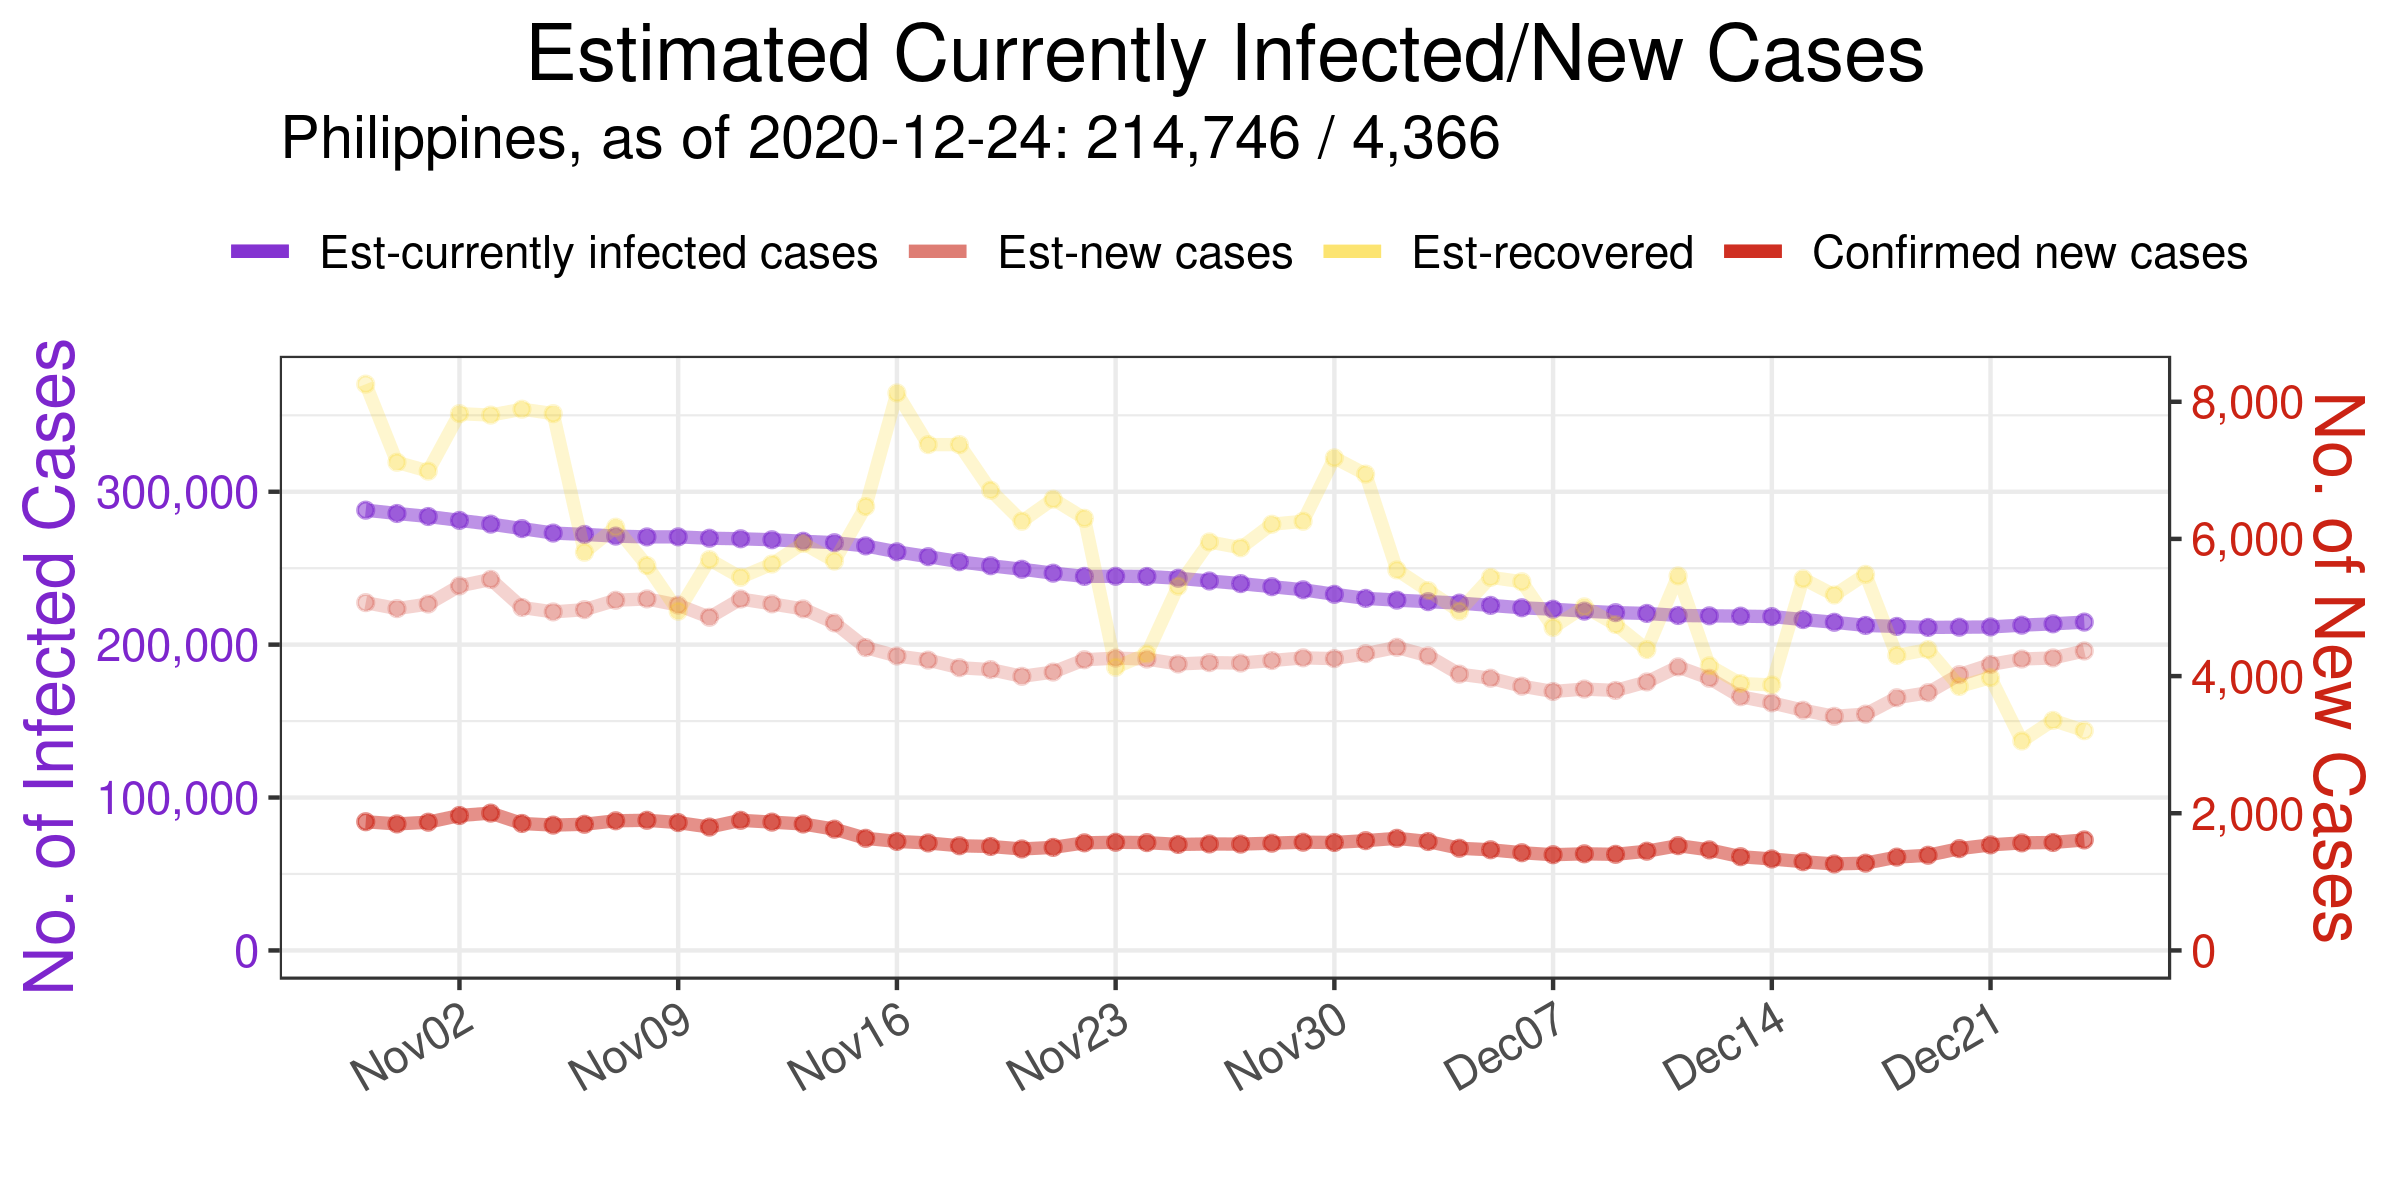 Estimated Currently Infected/New Cases
Philippines, as of 2020-12-24: 214,746 / 4,366
Est-currently infected cases Est-new cases Est-recovered Confirmed new cases
No. of Infected Cases
300,000
200,000
100,000
0
8,000
6,000
4,000
2,000
0
No. of New Cases
Nov02 Nov09 Nov16 Nov23 Nov30 Dec07 Dec14 Dec21